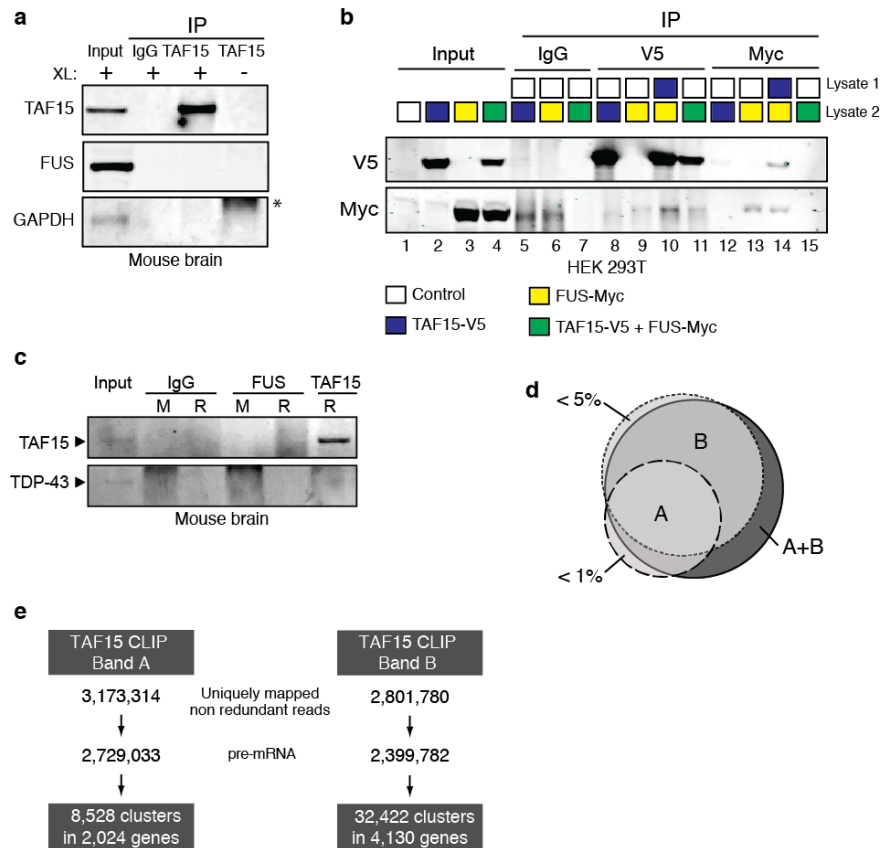 a
IP
Input IgG TAF15 TAF15
XL: + + + -
TAF15
FUS
GAPDH
*
Mouse brain
b
IP
Input IgG V5 Myc
Lysate 1
Lysate 2
V5
Myc
1 2 3 4 5 6 7 8 9 10 11 12 13 14 15
HEK 293T
Control
FUS-Myc
TAF15-V5
TAF15-V5 + FUS-Myc
c
Input IgG FUS TAF15
M R M R R
TAF15
TDP-43
Mouse brain
d
< 5%
B
A
A+B
< 1%
e
TAF15 CLIP
Band A
TAF15 CLIP
Band B
3,173,314
Uniquely mapped
non redundant reads
2,801,780
2,729,033
pre-mRNA
2,399,782
8,528 clusters
in 2,024 genes
32,422 clusters
in 4,130 genes